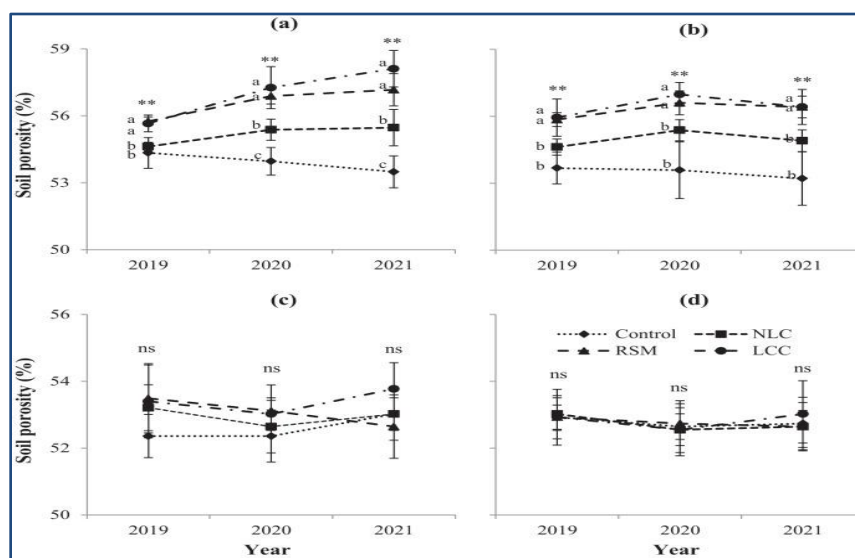 (a)
(b)
Soil porosity (%)
59
56
53
50
** ** **
a a a
a a a
b b b
b c c
2019 2020 2021
** ** **
a a a
a a a
b b b
b b b
2019 2020 2021
(c)
(d)
Soil porosity (%)
56
54
52
50
ns ns ns
2019 2020 2021
Year
Control NLC
RSM LCC
ns ns ns
2019 2020 2021
Year